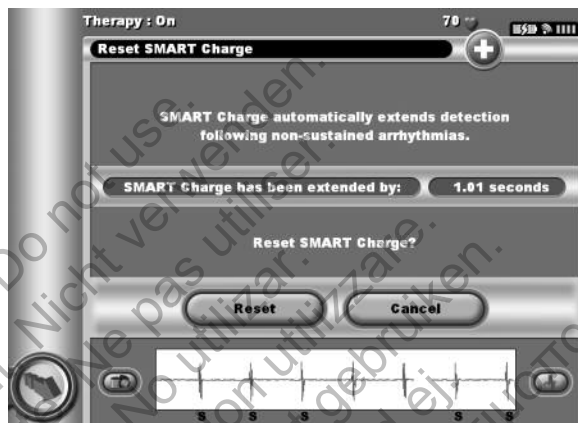 Therapy : On
70
Reset SMART Charge
SMART Charge automatically extends detection
following non-sustained arrhythmias.
SMART Charge has been extended by:
1.01 seconds
Reset SMART Charge?
Reset
Cancel
S S S S S
Do not use.
Nicht verwenden.
Ne pas utiliser.
No utilizar.
Non utilizzare.
gebruiken.
ej